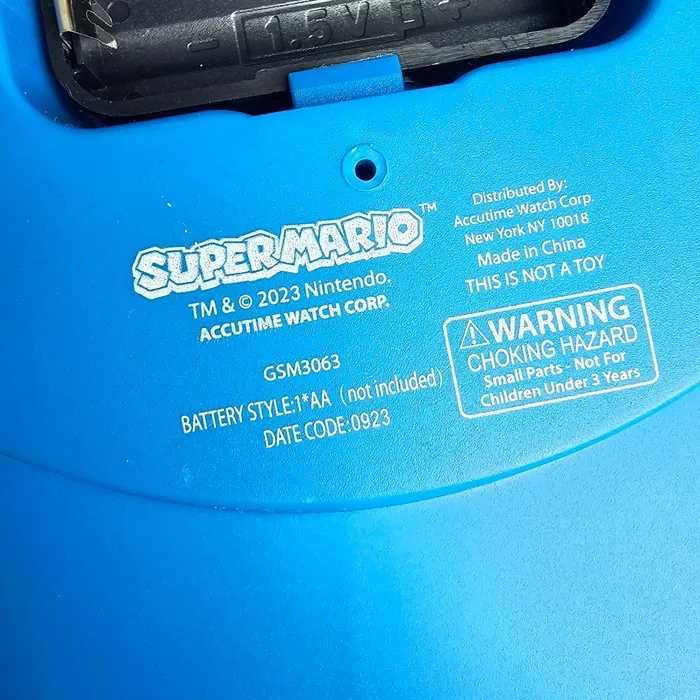 - 1.5V +
SUPER MARIO™
TM & © 2023 Nintendo.
ACCUTIME WATCH CORP.
GSM3063
BATTERY STYLE:1*AA (not included)
DATE CODE:0923
Distributed By:
Accutime Watch Corp.
New York NY 10018
Made in China
THIS IS NOT A TOY
⚠WARNING
CHOKING HAZARD
Small Parts - Not For
Children Under 3 Years